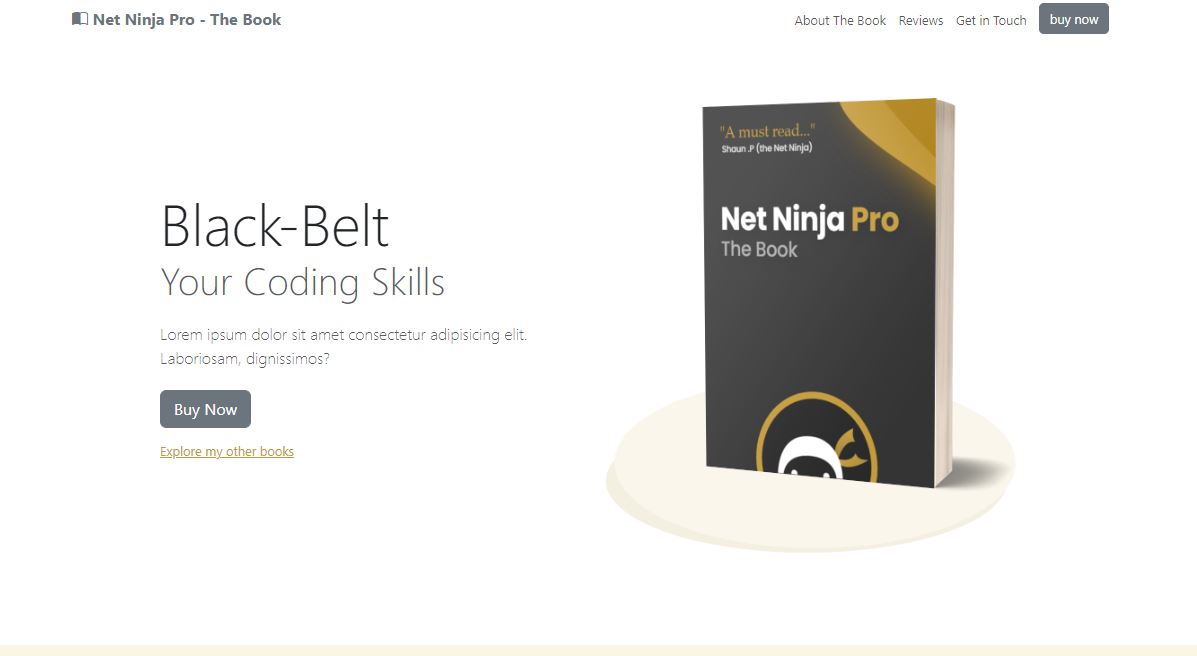 Net Ninja Pro - The Book
About The Book
Reviews
Get in Touch
buy now
Black-Belt
Your Coding Skills
Lorem ipsum dolor sit amet consectetur adipisicing elit.
Laboriosam, dignissimos?
Buy Now
Explore my other books
"A must read..."
Shaun .P (the Net Ninja)
Net Ninja Pro
The Book